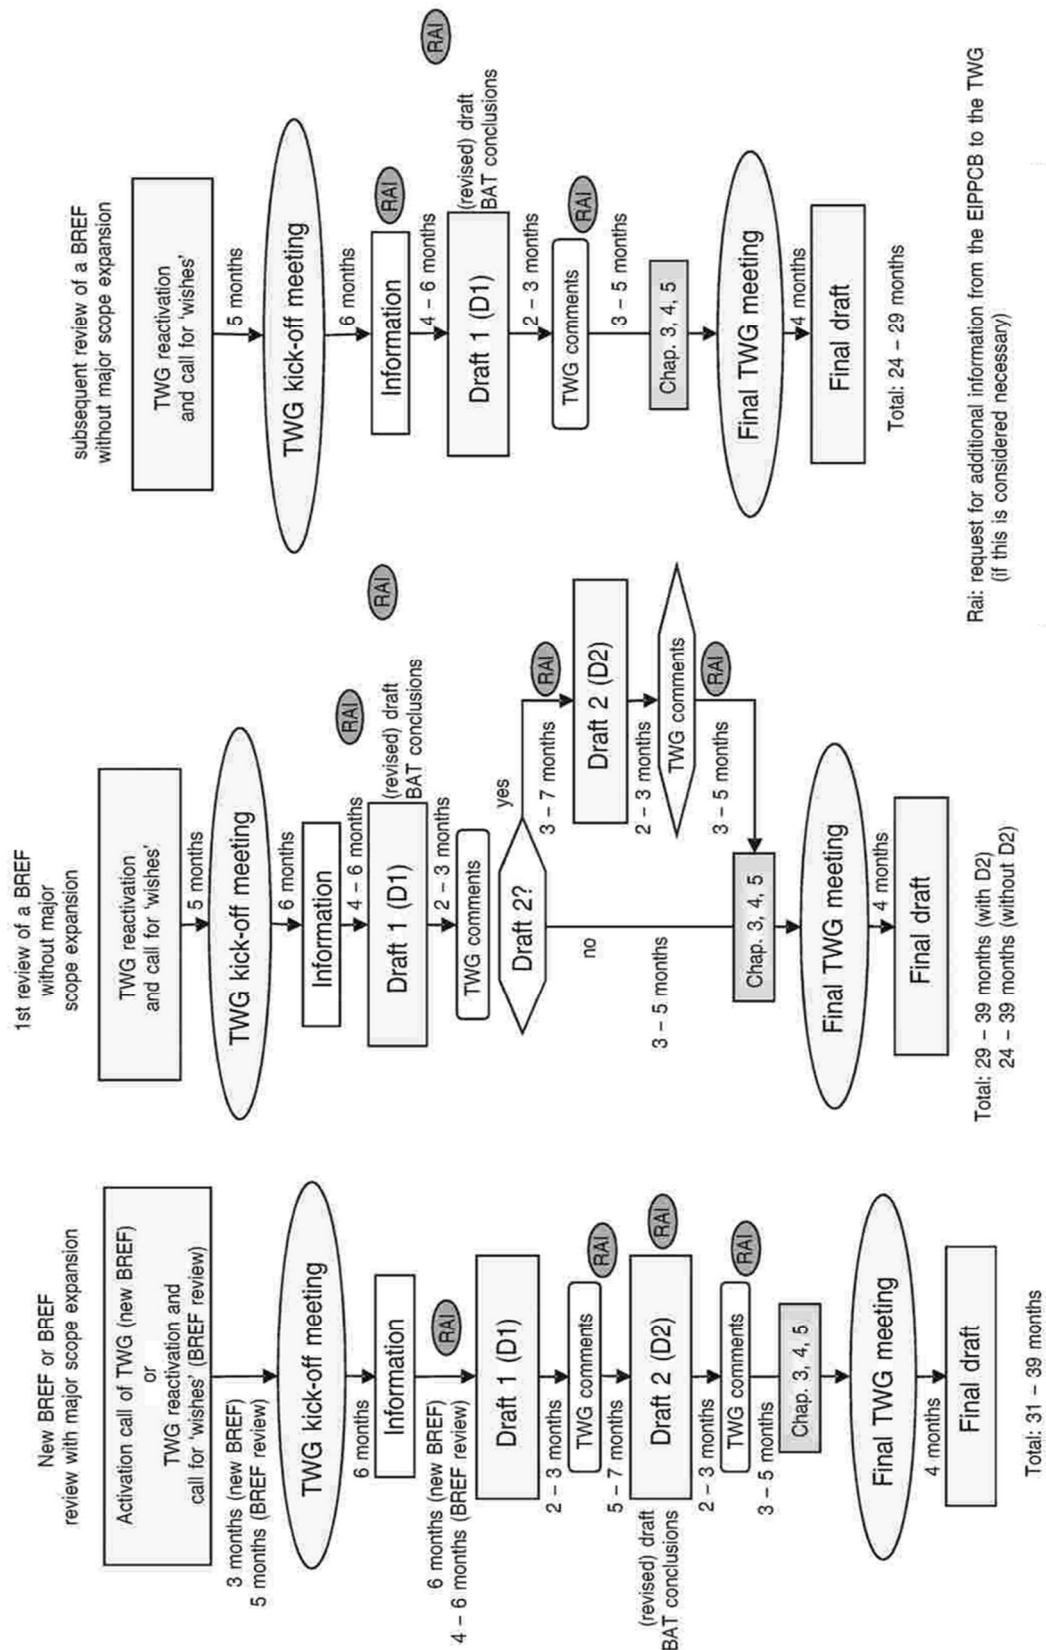 New BREF or BREF
review with major scope expansion
Activation call of TWG (new BREF)
or
TWG reactivation and
call for 'wishes' (BREF review)
3 months (new BREF)
5 months (BREF review)
TWG kick-off meeting
6 months
Information
6 months (new BREF)
4 – 6 months (BREF review)
RAI
Draft 1 (D1)
2 – 3 months
TWG comments
RAI
5 – 7 months
Draft 2 (D2)
RAI
(revised) draft
BAT conclusions
2 – 3 months
TWG comments
RAI
3 – 5 months
Chap. 3, 4, 5
Final TWG meeting
4 months
Final draft
Total: 31 – 39 months
1st review of a BREF
without major
scope expansion
TWG reactivation
and call for 'wishes'
5 months
TWG kick-off meeting
6 months
Information
RAI
4 – 6 months
Draft 1 (D1)
(revised) draft
BAT conclusions
RAI
2 – 3 months
TWG comments
Draft 2?
yes
3 – 7 months
RAI
Draft 2 (D2)
2 – 3 months
TWG comments
RAI
3 – 5 months
no
3 – 5 months
Chap. 3, 4, 5
Final TWG meeting
4 months
Final draft
Total: 29 – 39 months (with D2)
24 – 39 months (without D2)
subsequent review of a BREF
without major scope expansion
TWG reactivation
and call for 'wishes'
5 months
TWG kick-off meeting
6 months
Information
RAI
4 – 6 months
Draft 1 (D1)
(revised) draft
BAT conclusions
RAI
2 – 3 months
TWG comments
RAI
3 – 5 months
Chap. 3, 4, 5
Final TWG meeting
4 months
Final draft
Total: 24 – 29 months
Rai: request for additional information from the EIPPCB to the TWG
(if this is considered necessary)